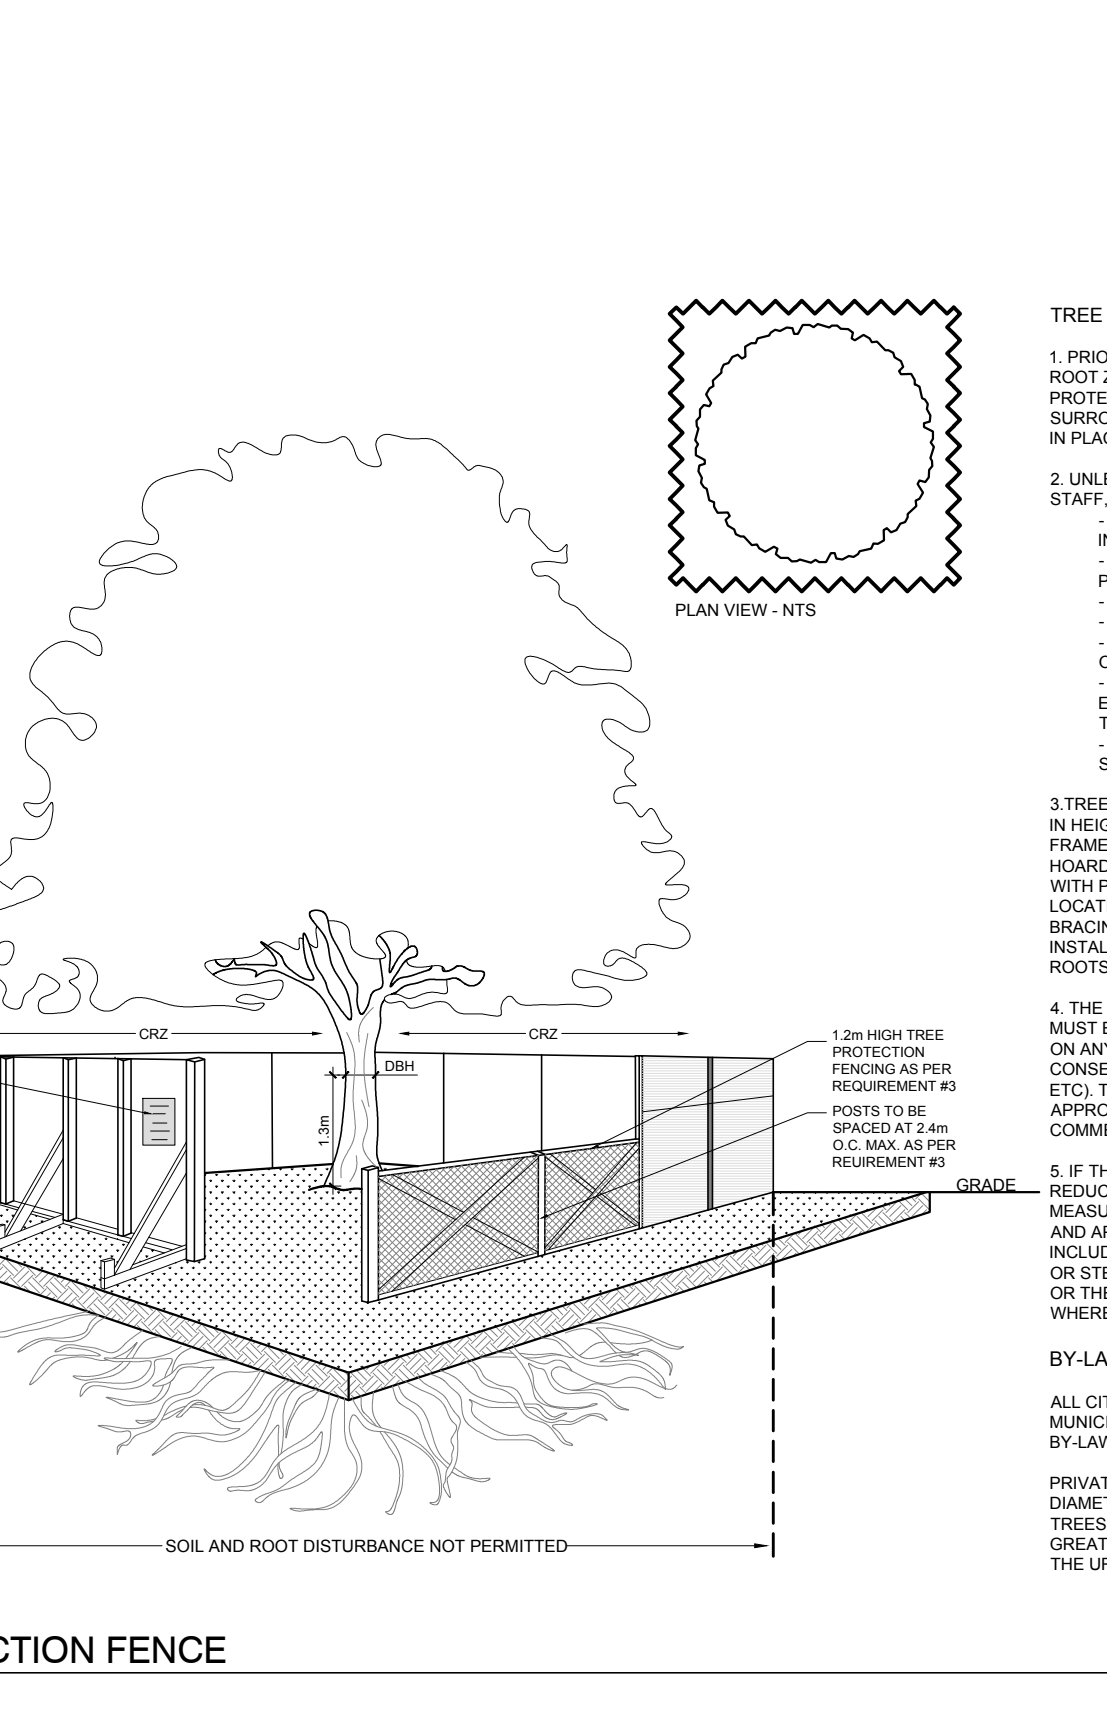 PLAN VIEW - NTS
CRZ
CRZ
DBH
1.3m
1.2m HIGH TREE
PROTECTION
FENCING AS PER
REQUIREMENT #3
POSTS TO BE
SPACED AT 2.4m
O.C. MAX. AS PER
REUIREMENT #3
GRADE
SOIL AND ROOT DISTURBANCE NOT PERMITTED
CTION FENCE
TREE
1. PRIO
ROOT Z
PROTE
SURRO
IN PLAC
2. UNLE
STAFF,
-
IN
-
P
-
-
-
C
-
E
T
-
S
3.TREE
IN HEIG
FRAME
HOARD
WITH P
LOCATI
BRACIN
INSTAL
ROOTS
4. THE
MUST B
ON ANY
CONSE
ETC). T
APPRO
COMME
5. IF TH
REDUC
MEASU
AND AP
INCLUD
OR STE
OR THE
WHERE
BY-LA
ALL CIT
MUNICI
BY-LAW
PRIVAT
DIAMET
TREES
GREAT
THE UR